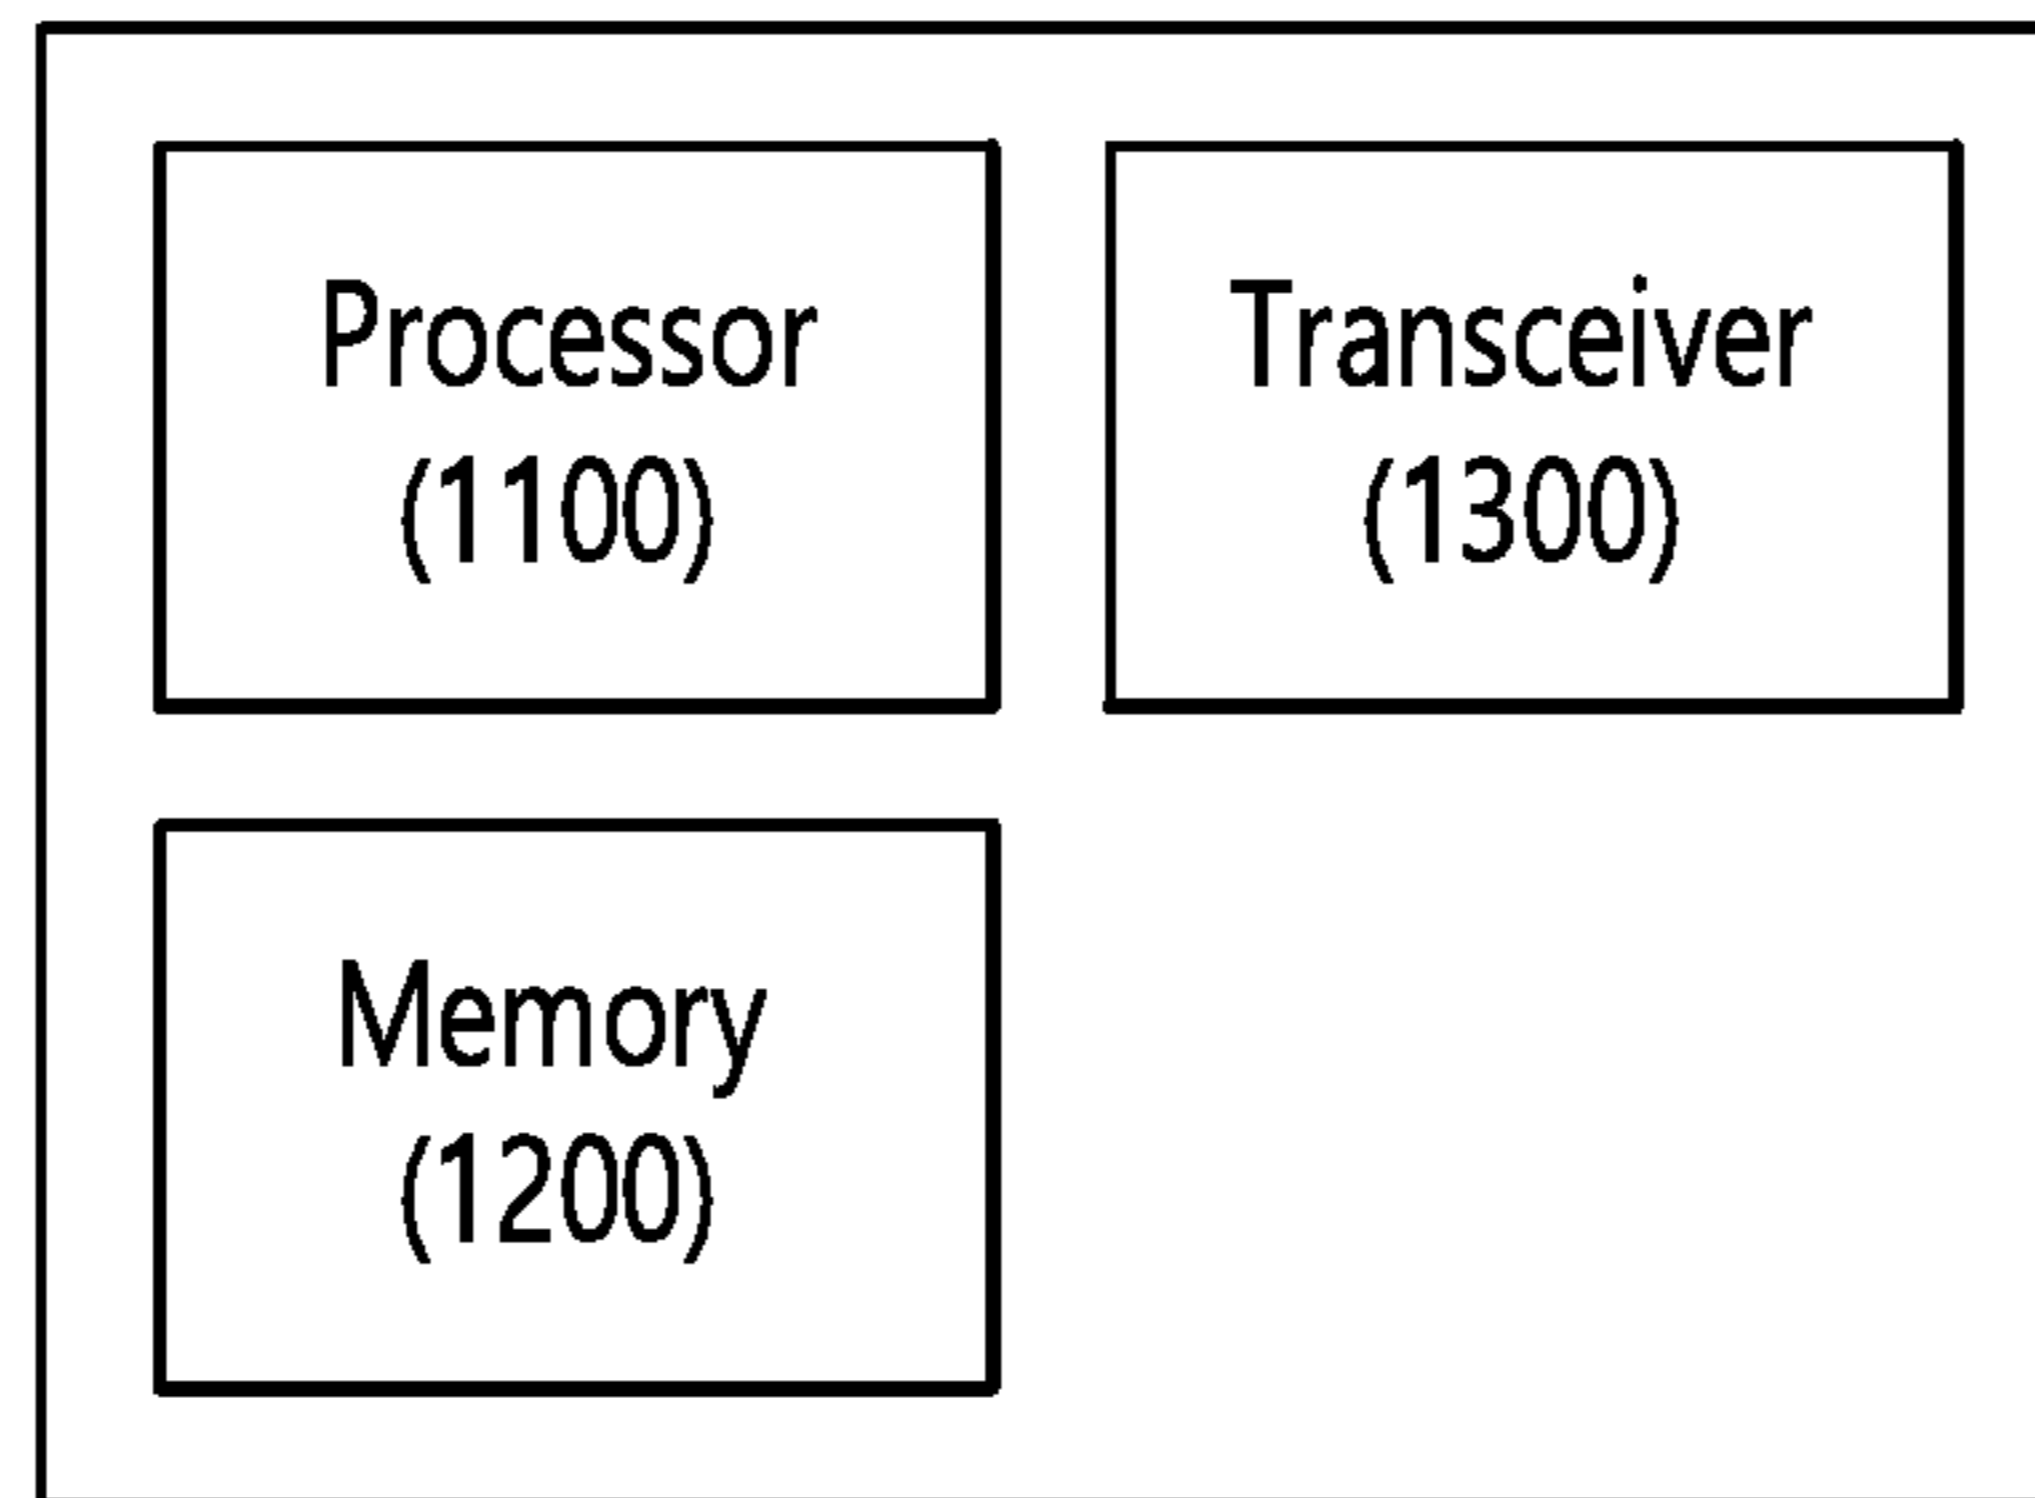 Processor
(1100)
Transceiver
(1300)
Memory
(1200)